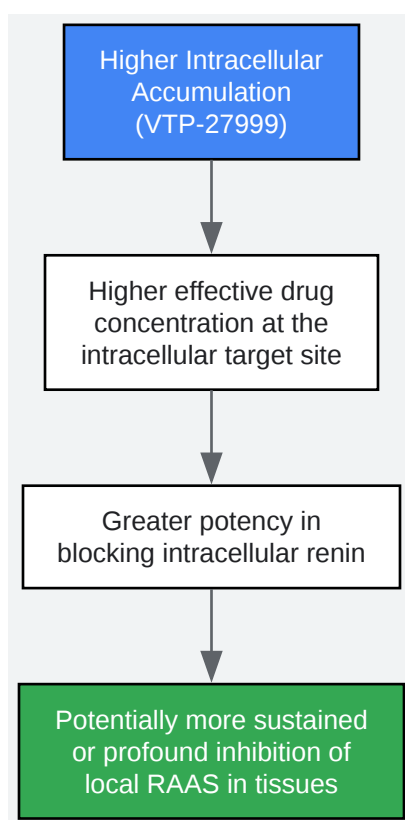 Higher Intracellular
Accumulation
(VTP-27999)
Higher effective drug
concentration at the
intracellular target site
Greater potency in
blocking intracellular renin
Potentially more sustained
or profound inhibition of
local RAAS in tissues